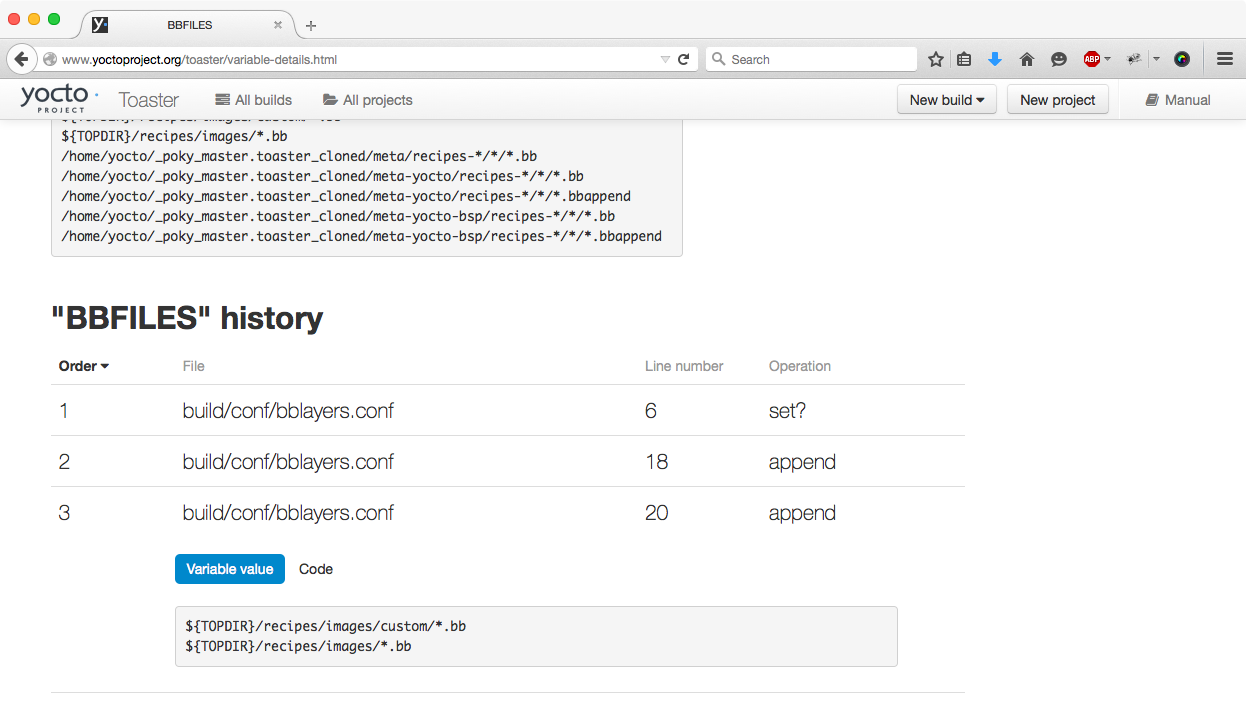 BBFILES
www.yoctoproject.org/toaster/variable-details.html
Search
ABP
yocto PROJECT
Toaster
All builds
All projects
New build
New project
Manual
${TOPDIR}/recipes/images/custom/*.bb
${TOPDIR}/recipes/images/*.bb
/home/yocto/_poky_master.toaster_cloned/meta/recipes-*/*/*.bb
/home/yocto/_poky_master.toaster_cloned/meta-yocto/recipes-*/*/*.bb
/home/yocto/_poky_master.toaster_cloned/meta-yocto/recipes-*/*/*.bbappend
/home/yocto/_poky_master.toaster_cloned/meta-yocto-bsp/recipes-*/*/*.bb
/home/yocto/_poky_master.toaster_cloned/meta-yocto-bsp/recipes-*/*/*.bbappend
"BBFILES" history
Order File Line number Operation
1 build/conf/bblayers.conf 6 set?
2 build/conf/bblayers.conf 18 append
3 build/conf/bblayers.conf 20 append
Variable value Code
${TOPDIR}/recipes/images/custom/*.bb
${TOPDIR}/recipes/images/*.bb